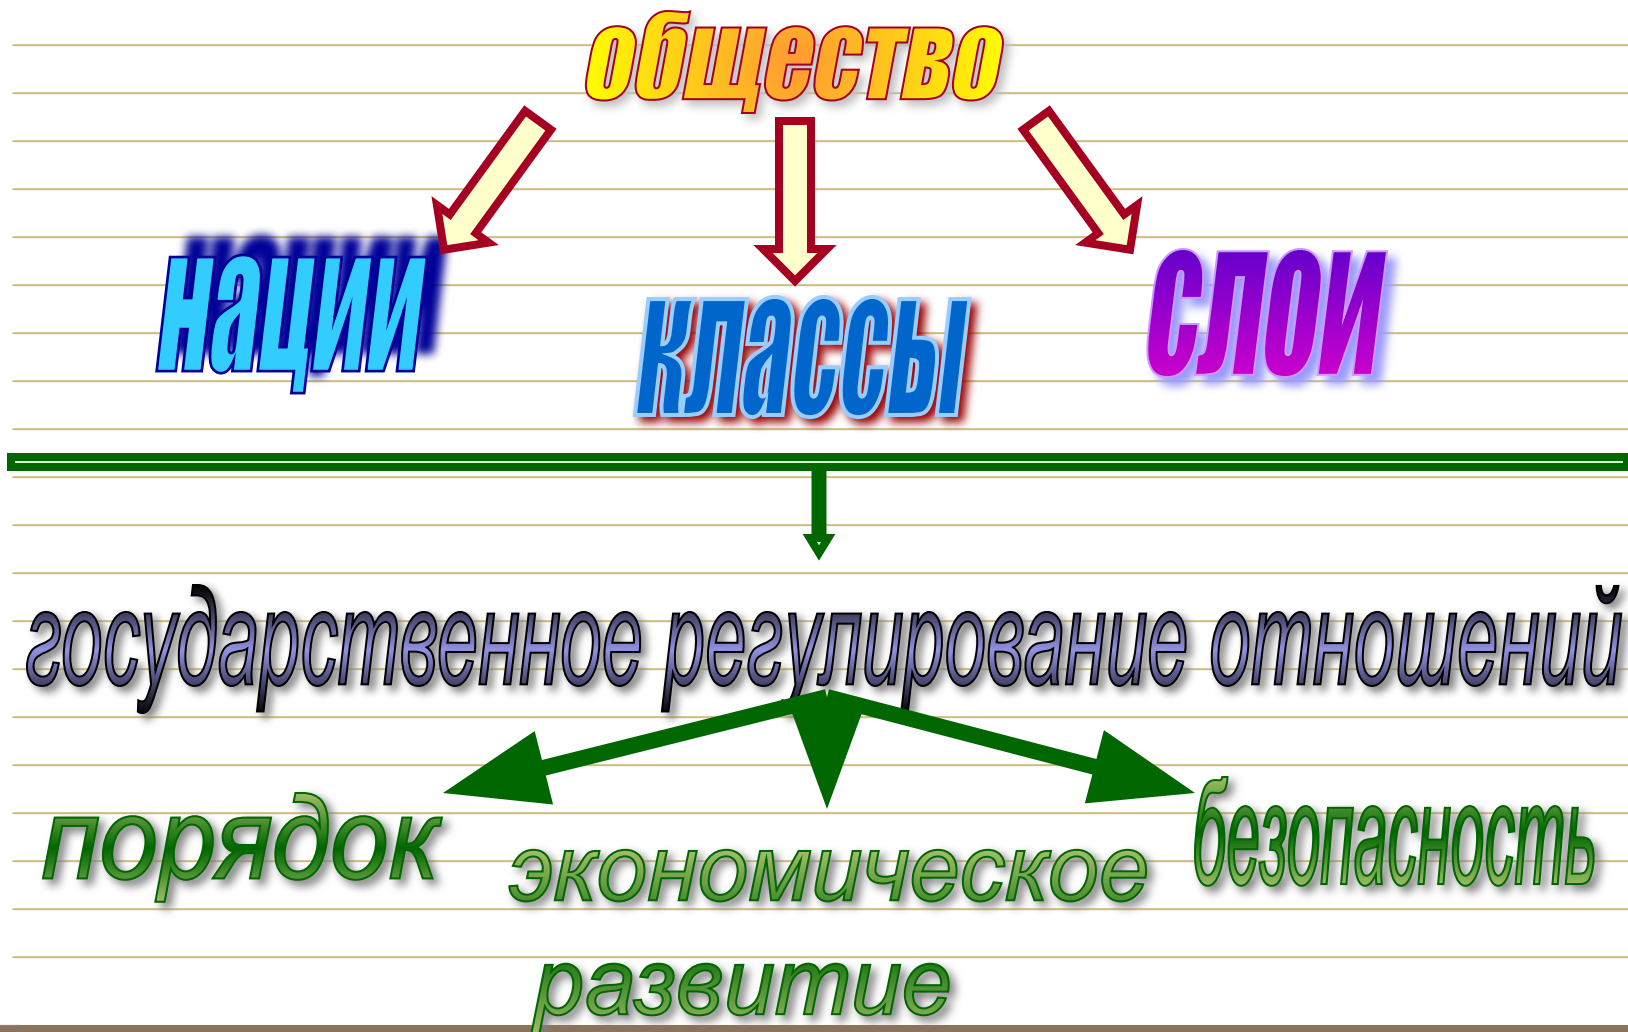 общество
нации
классы
слои
государственное регулирование отношений
порядок
экономическое
развитие
безопасность